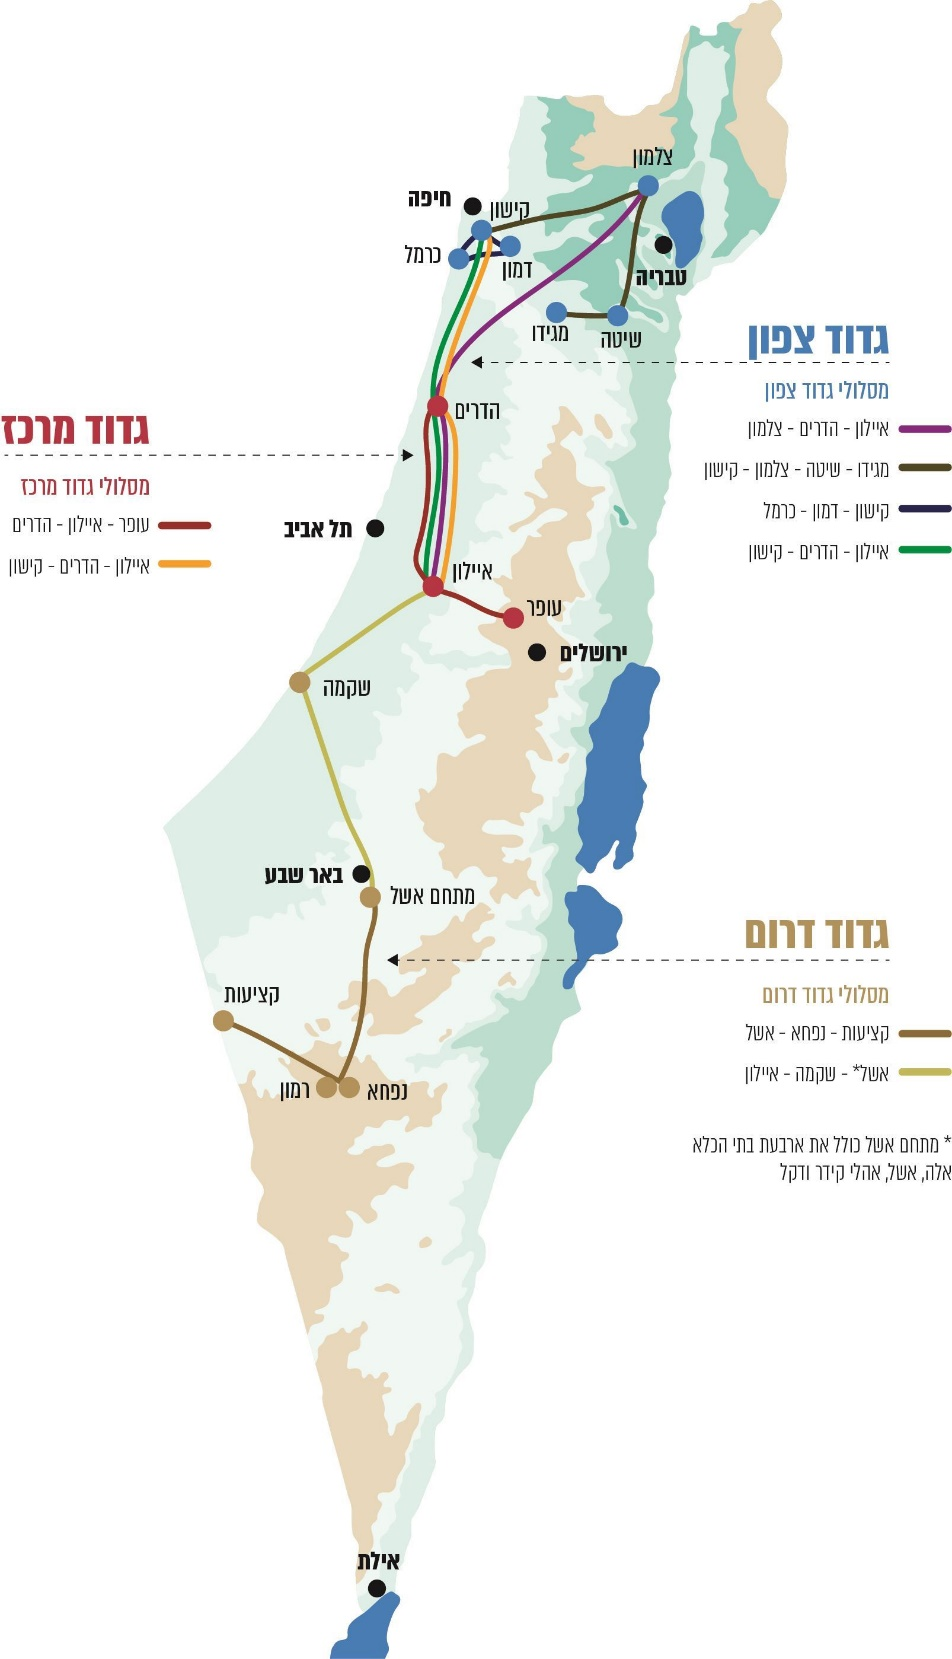 צלמון
חיפה
קישון
כרמל
דמון
טבריה
מגידו
שיטה
גדוד צפון
מסלולי גדוד צפון
איילון - הדרים - צלמון
מגידו - שיטה - צלמון - קישון
קישון - דמון - כרמל
איילון - הדרים - קישון
הדרים
גדוד מרכז
מסלולי גדוד מרכז
עופר - איילון - הדרים
איילון - הדרים - קישון
תל אביב
איילון
עופר
ירושלים
שקמה
באר שבע
מתחם אשל
גדוד דרום
מסלולי גדוד דרום
קציעות - נפחא - אשל
אשל* - שקמה - איילון
קציעות
רמון
נפחא
* מתחם אשל כולל את ארבעת בתי הכלא
אלה, אשל, אהלי קידר ודקל
אילת